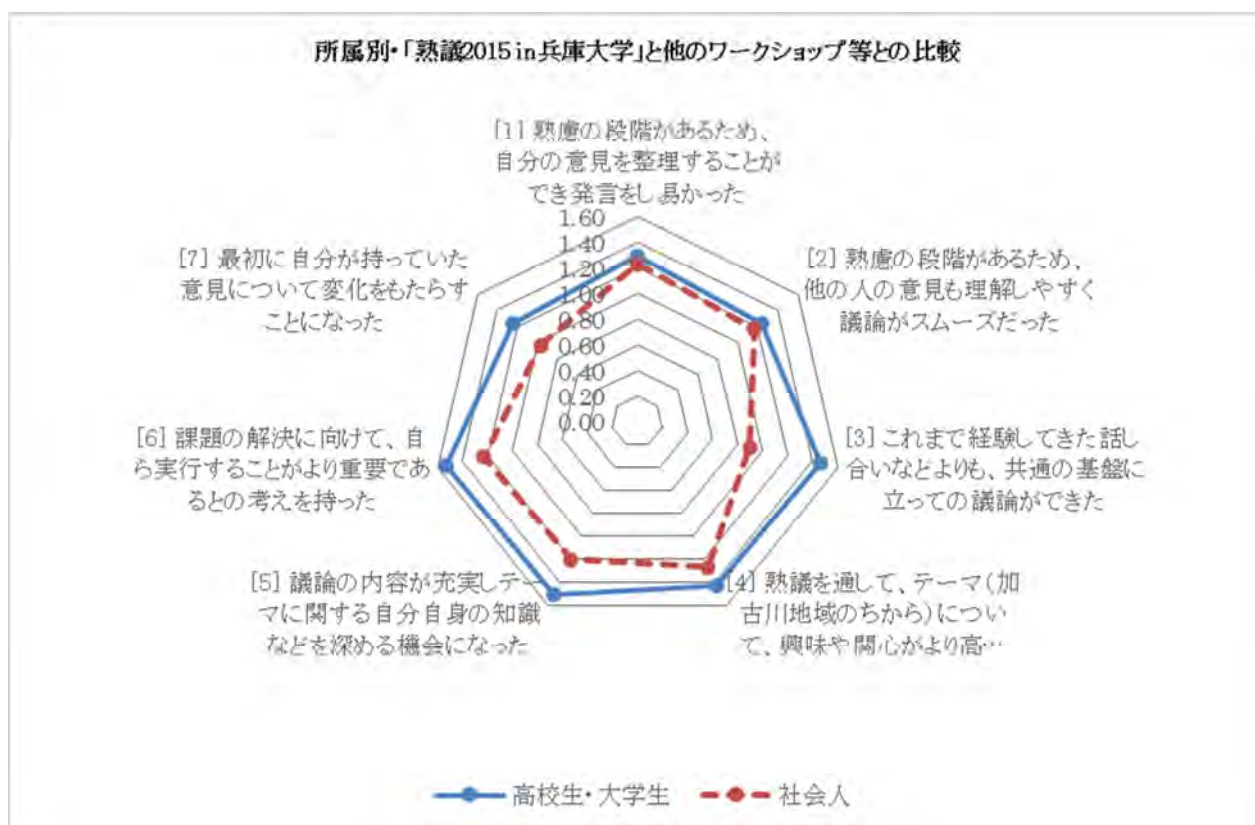 所属別・「熟議2015 in 兵庫大学」と他のワークショップ等との比較
[1] 熟慮の段階があるため、
自分の意見を整理することが
でき発言をし易かった
[2] 熟慮の段階があるため、
他の人の意見も理解しやすく
議論がスムーズだった
[3] これまで経験してきた話し
合いなどよりも、共通の基盤に
立っての議論ができた
[4] 熟議を通して、テーマ(加
古川地域のちから)につい
て、興味や関心がより高…
[5] 議論の内容が充実しテー
マに関する自分自身の知識
などを深める機会になった
[6] 課題の解決に向けて、自
ら実行することがより重要であ
るとの考えを持った
[7] 最初に自分が持っていた
意見について変化をもたらす
ことになった
1.60
1.40
1.20
1.00
0.80
0.60
0.40
0.20
0.00
高校生・大学生
社会人